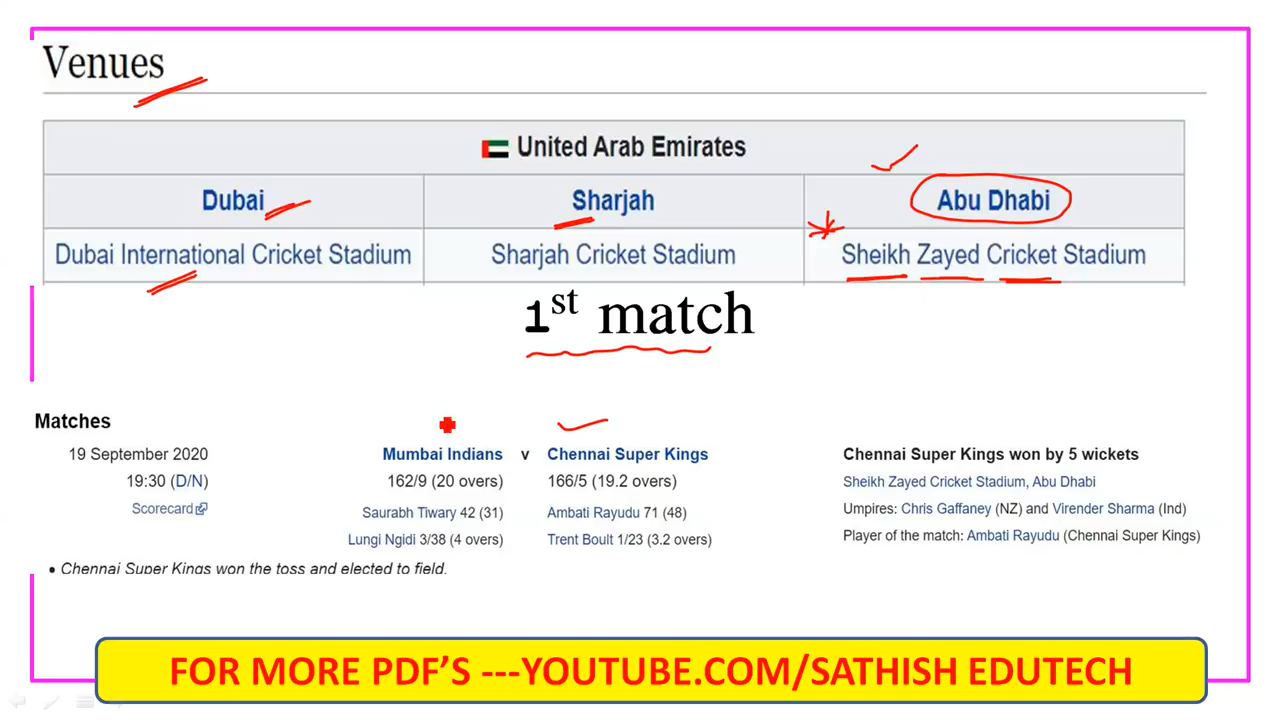 Venues
United Arab Emirates
Dubai Sharjah Abu Dhabi
Dubai International Cricket Stadium Sharjah Cricket Stadium Sheikh Zayed Cricket Stadium
1st match
Matches
19 September 2020 Mumbai Indians v Chennai Super Kings Chennai Super Kings won by 5 wickets
19:30 (D/N) 162/9 (20 overs) 166/5 (19.2 overs) Sheikh Zayed Cricket Stadium, Abu Dhabi
Scorecard Saurabh Tiwary 42 (31) Ambati Rayudu 71 (48) Umpires: Chris Gaffaney (NZ) and Virender Sharma (Ind)
Lungi Ngidi 3/38 (4 overs) Trent Boult 1/23 (3.2 overs) Player of the match: Ambati Rayudu (Chennai Super Kings)
• Chennai Super Kings won the toss and elected to field.
FOR MORE PDF'S ---YOUTUBE.COM/SATHISH EDUTECH